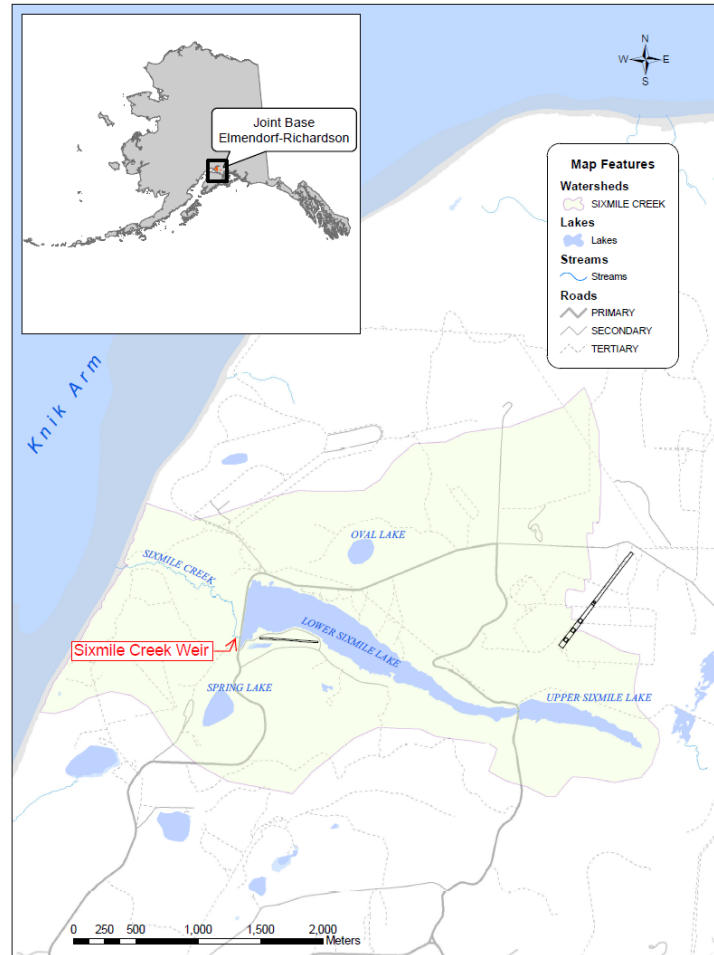 Joint Base
Elmendorf-Richardson
N
W
E
S
Map Features
Watersheds
SIXMILE CREEK
Lakes
Lakes
Streams
Streams
Roads
PRIMARY
SECONDARY
TERTIARY
Knik Arm
OVAL LAKE
SIXMILE CREEK
LOWER SIXMILE LAKE
Sixmile Creek Weir
SPRING LAKE
UPPER SIXMILE LAKE
0 250 500 1,000 1,500 2,000
Meters